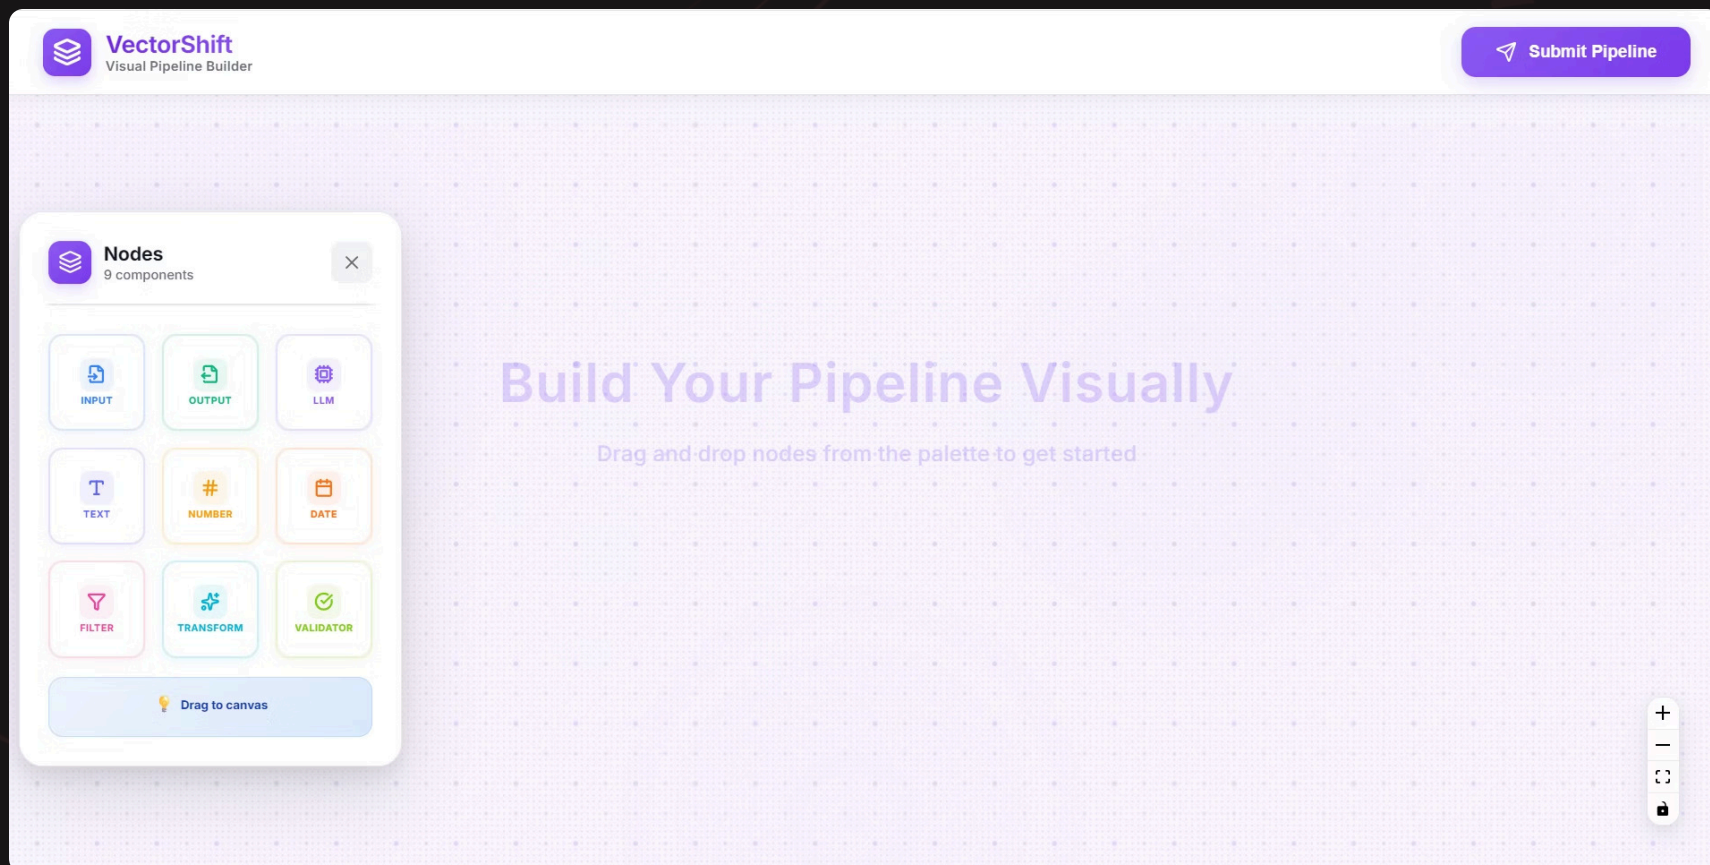 VectorShift
Visual Pipeline Builder
Submit Pipeline
Nodes
9 components
INPUT
OUTPUT
LLM
TEXT
NUMBER
DATE
FILTER
TRANSFORM
VALIDATOR
Drag to canvas
Build Your Pipeline Visually
Drag and drop nodes from the palette to get started